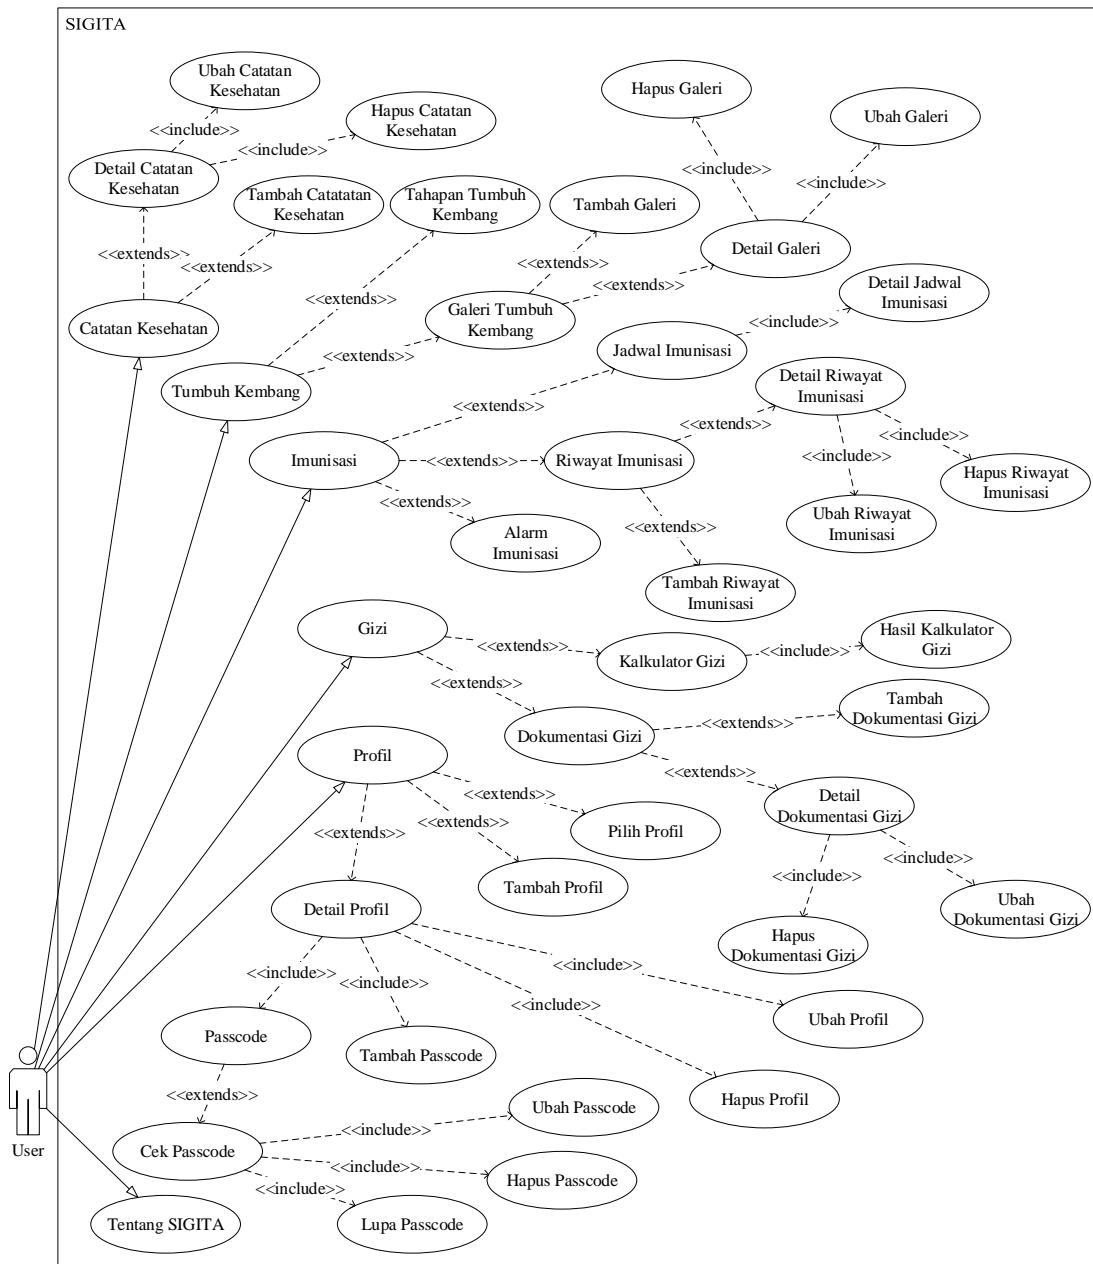 SIGITA
Ubah Catatan
Kesehatan
Hapus Galeri
Ubah Galeri
<<include>>
Hapus Catatan
Kesehatan
<<include>>
Detail Catatan
Kesehatan
<<include>>
<<include>>
Tambah Catatatan
Kesehatan
Tahapan Tumbuh
Kembang
Tambah Galeri
Detail Galeri
<<extends>>
<<extends>>
<<extends>>
<<extends>>
<<extends>>
Detail Jadwal
Imunisasi
Catatan Kesehatan
Galeri Tumbuh
Kembang
<<include>>
Jadwal Imunisasi
<<extends>>
Tumbuh Kembang
Detail Riwayat
Imunisasi
<<extends>>
<<extends>>
<<include>>
<<include>>
Imunisasi
<<extends>>
Riwayat Imunisasi
Hapus Riwayat
Imunisasi
<<extends>>
Ubah Riwayat
Imunisasi
<<extends>>
Alarm
Imunisasi
Tambah Riwayat
Imunisasi
Gizi
<<extends>>
Hasil Kalkulator
Gizi
<<include>>
Kalkulator Gizi
<<extends>>
Tambah
Dokumentasi Gizi
<<extends>>
Dokumentasi Gizi
Profil
<<extends>>
<<extends>>
Detail
Dokumentasi Gizi
<<extends>>
<<extends>>
Pilih Profil
<<include>>
<<include>>
Tambah Profil
Ubah
Dokumentasi Gizi
Detail Profil
Hapus
Dokumentasi Gizi
<<include>>
<<include>>
<<include>>
<<include>>
Ubah Profil
Passcode
Tambah Passcode
<<extends>>
Hapus Profil
Ubah Passcode
<<include>>
User
Cek Passcode
<<include>>
Hapus Passcode
<<include>>
Tentang SIGITA
Lupa Passcode